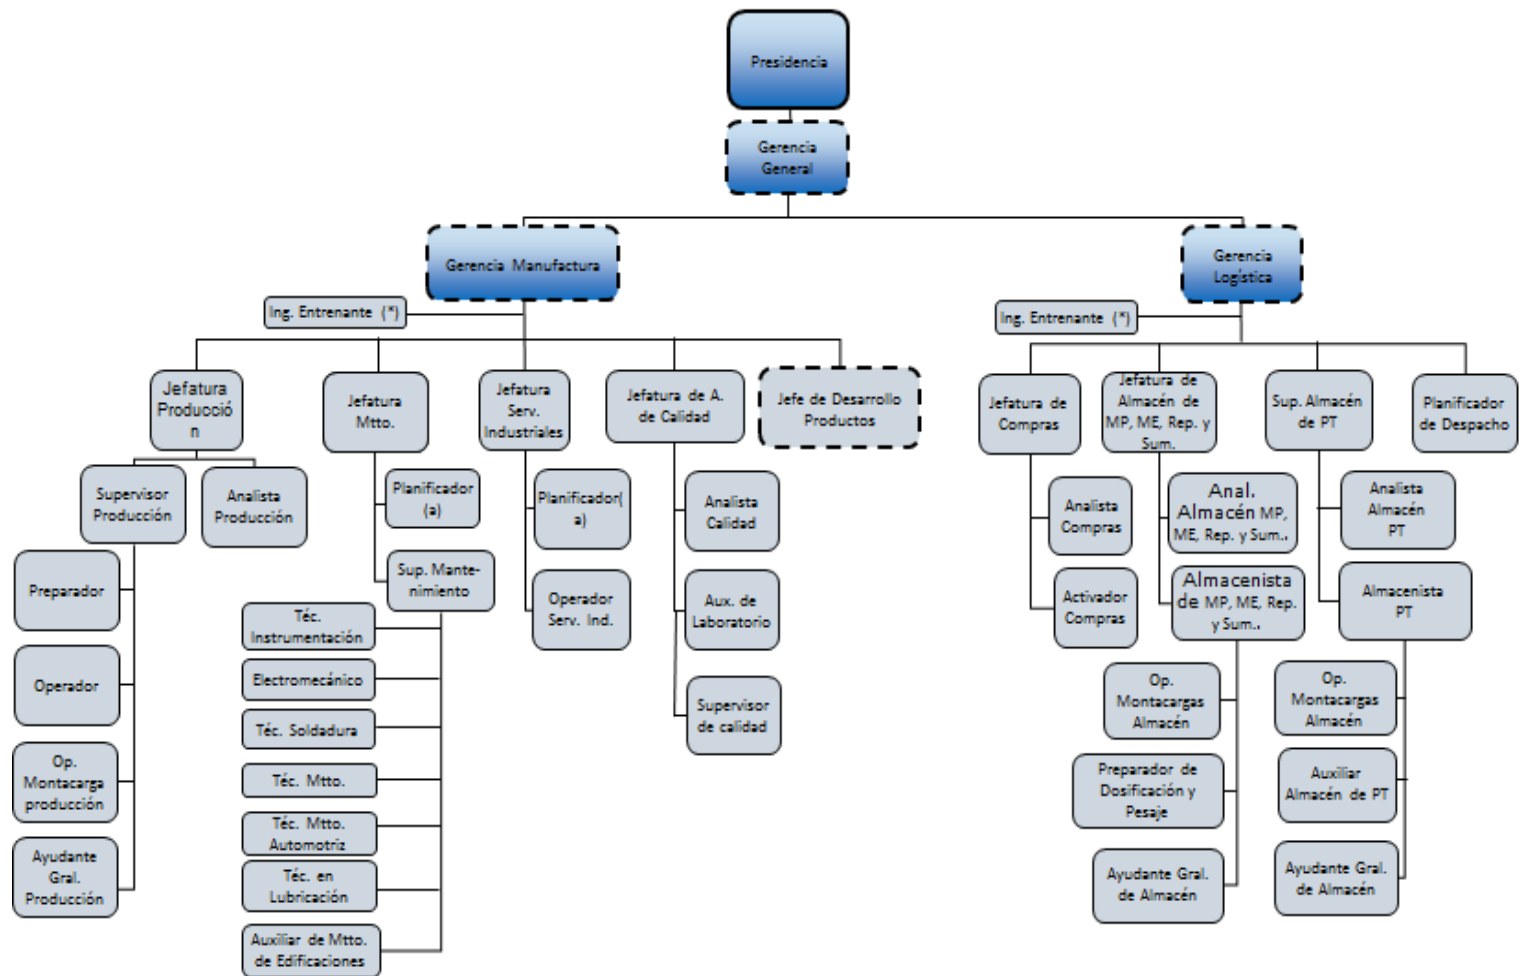 Presidencia
Gerencia
General
Gerencia Manufactura
Gerencia
Logística
Ing. Entrenante (*)
Ing. Entrenante (*)
Jefatura
Producció
n
Jefatura
Mtto.
Jefatura
Serv.
Industriales
Jefatura de A.
de Calidad
Jefe de Desarrollo
Productos
Jefatura de
Compras
Jefatura de
Almacén de
MP, ME, Rep. y
Sum.
Sup. Almacén
de PT
Planificador
de Despacho
Supervisor
Producción
Analista
Producción
Preparador
Operador
Op.
Montacarga
producción
Ayudante
Gral.
Producción
Planificador
(a)
Sup. Mante-
nimiento
Téc.
Instrumentación
Electromecánico
Téc. Soldadura
Téc. Mtto.
Téc. Mtto.
Automotriz
Téc. en
Lubricación
Auxiliar de Mtto.
de Edificaciones
Planificador(
a)
Operador
Serv. Ind.
Analista
Calidad
Aux. de
Laboratorio
Supervisor
de calidad
Analista
Compras
Activador
Compras
Anal.
Almacén MP,
ME, Rep. y Sum..
Almacenista
de MP, ME, Rep.
y Sum..
Op.
Montacargas
Almacén
Preparador de
Dosificación y
Pesaje
Ayudante Gral.
de Almacén
Analista
Almacén
PT
Almacenista
PT
Op.
Montacargas
Almacén
Auxiliar
Almacén de PT
Ayudante Gral.
de Almacén